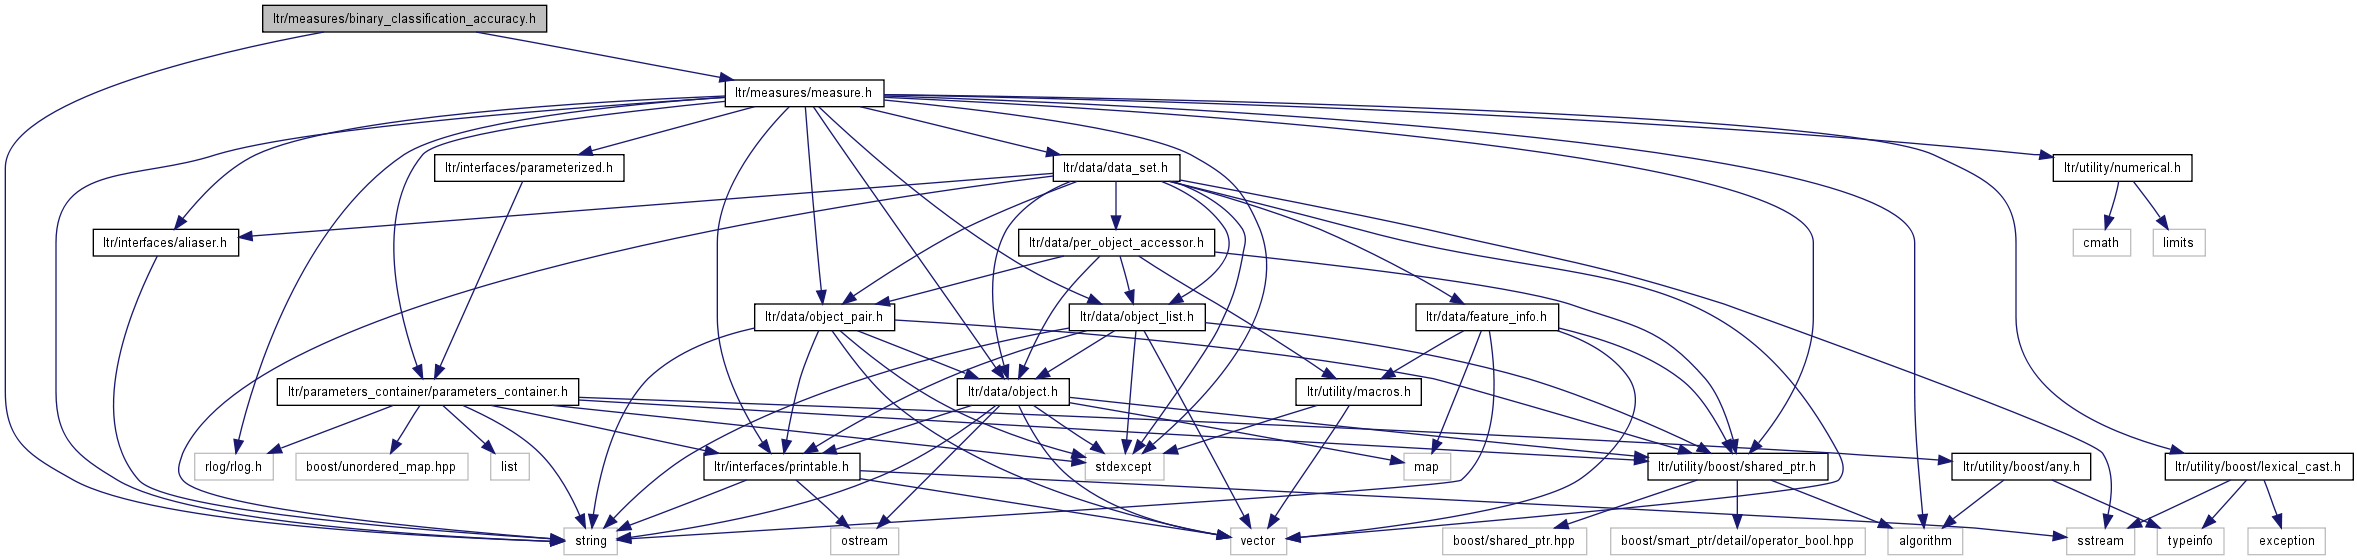 ltr/measures/binary_classification_accuracy.h
ltr/measures/measure.h
ltr/interfaces/parameterized.h
ltr/data/data_set.h
ltr/utility/numerical.h
ltr/interfaces/aliaser.h
ltr/data/per_object_accessor.h
cmath
limits
ltr/data/object_pair.h
ltr/data/object_list.h
ltr/data/feature_info.h
ltr/parameters_container/parameters_container.h
ltr/data/object.h
ltr/utility/macros.h
rlog/rlog.h
boost/unordered_map.hpp
list
ltr/interfaces/printable.h
stdexcept
map
ltr/utility/boost/shared_ptr.h
ltr/utility/boost/any.h
ltr/utility/boost/lexical_cast.h
string
ostream
vector
boost/shared_ptr.hpp
boost/smart_ptr/detail/operator_bool.hpp
algorithm
sstream
typeinfo
exception